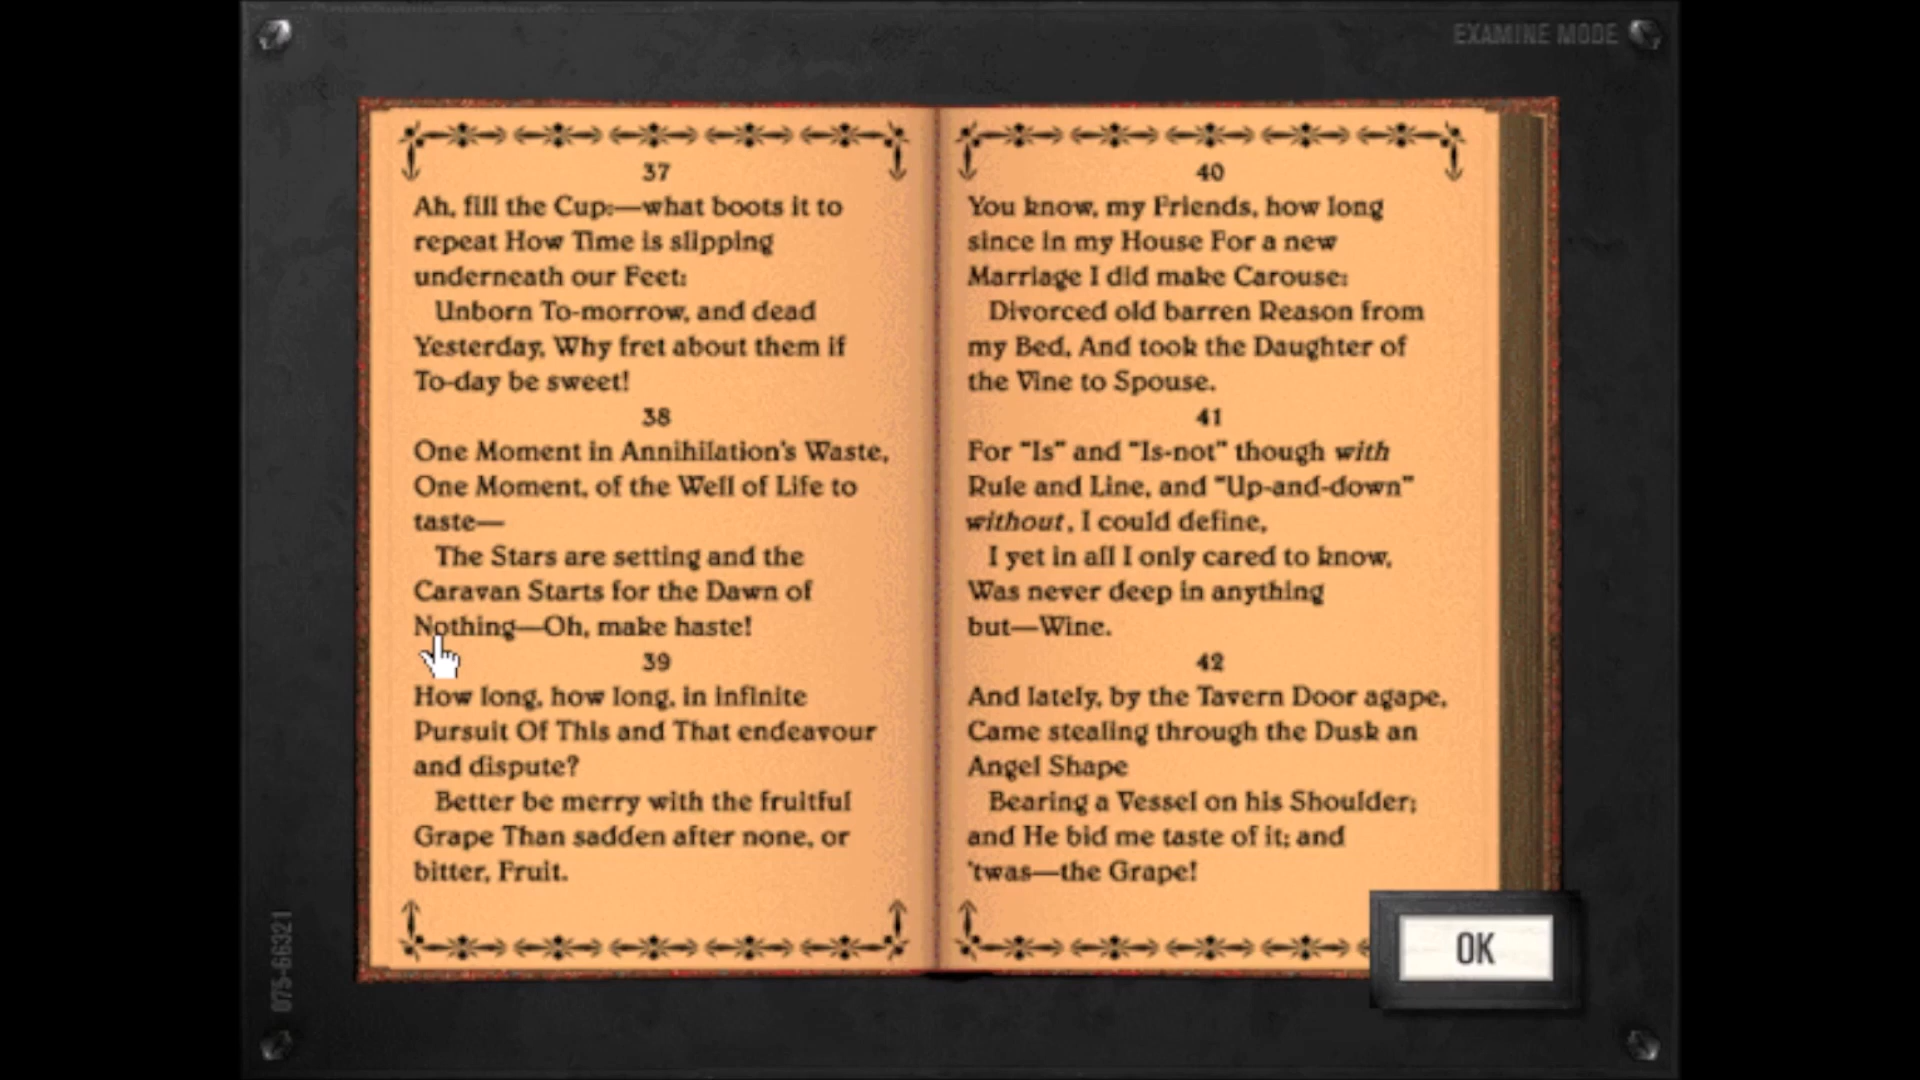 EXAMINE MODE
37
Ah, fill the Cup:—what boots it to
repeat How Time is slipping
underneath our Feet:
Unborn To-morrow, and dead
Yesterday, Why fret about them if
To-day be sweet!
38
One Moment in Annihilation's Waste,
One Moment, of the Well of Life to
taste—
The Stars are setting and the
Caravan Starts for the Dawn of
Nothing—Oh, make haste!
39
How long, how long, in infinite
Pursuit Of This and That endeavour
and dispute?
Better be merry with the fruitful
Grape Than sadden after none, or
bitter, Fruit.
40
You know, my Friends, how long
since in my House For a new
Marriage I did make Carouse:
Divorced old barren Reason from
my Bed, And took the Daughter of
the Vine to Spouse.
41
For “Is” and “Is-not” though with
Rule and Line, and “Up-and-down”
without, I could define,
I yet in all I only cared to know,
Was never deep in anything
but—Wine.
42
And lately, by the Tavern Door agape,
Came stealing through the Dusk an
Angel Shape
Bearing a Vessel on his Shoulder;
and He bid me taste of it; and
'twas—the Grape!
075-66321
OK